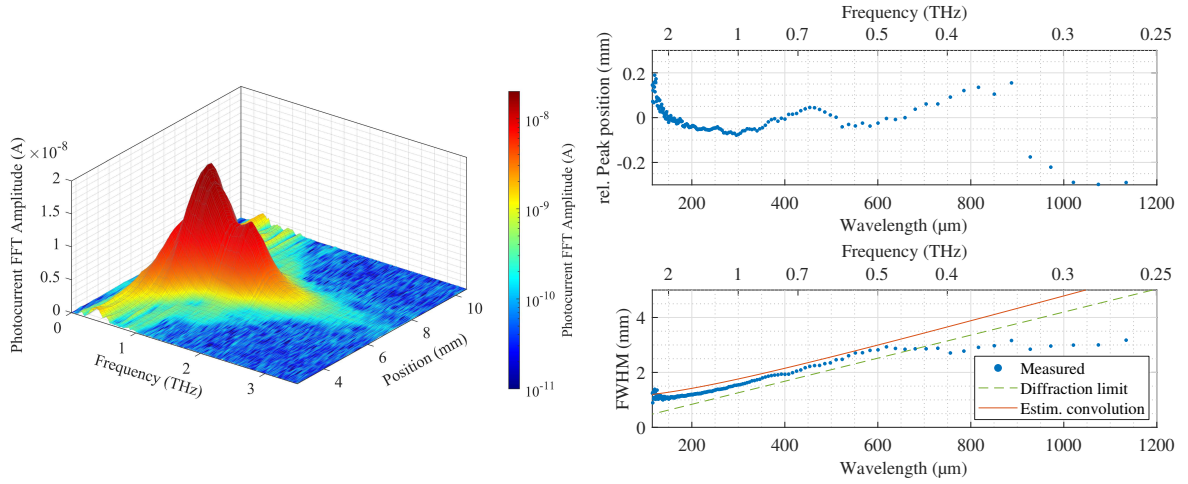 ×10^-8
2
1.5
1
0.5
0
Photocurrent FFT Amplitude (A)
0
1
2
3
Frequency (THz)
4
6
8
10
Position (mm)
10^-8
10^-9
10^-10
10^-11
Photocurrent FFT Amplitude (A)
Frequency (THz)
2 1 0.7 0.5 0.4 0.3 0.25
0.2
0
-0.2
rel. Peak position (mm)
200 400 600 800 1000 1200
Wavelength (µm)
Frequency (THz)
2 1 0.7 0.5 0.4 0.3 0.25
4
2
0
FWHM (mm)
Measured
Diffraction limit
Estim. convolution
200 400 600 800 1000 1200
Wavelength (µm)